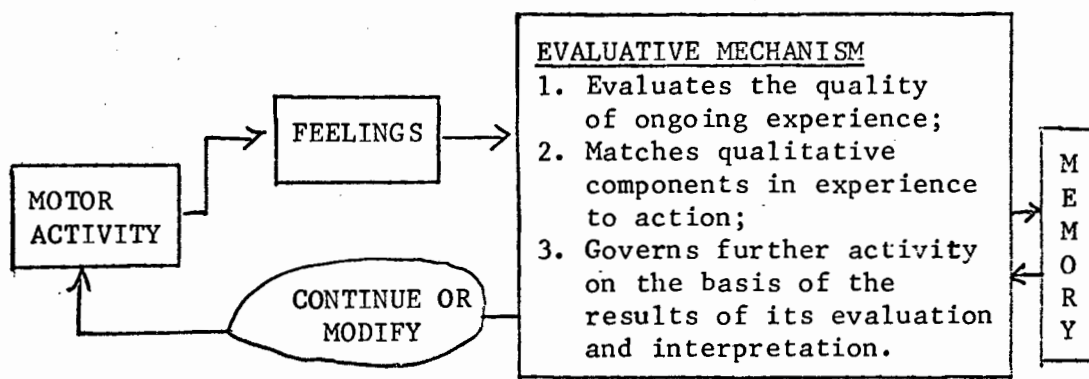 MOTOR
ACTIVITY
FEELINGS
EVALUATIVE MECHANISM
1. Evaluates the quality
of ongoing experience;
2. Matches qualitative
components in experience
to action;
3. Governs further activity
on the basis of the
results of its evaluation
and interpretation.
CONTINUE OR
MODIFY
M
E
M
O
R
Y